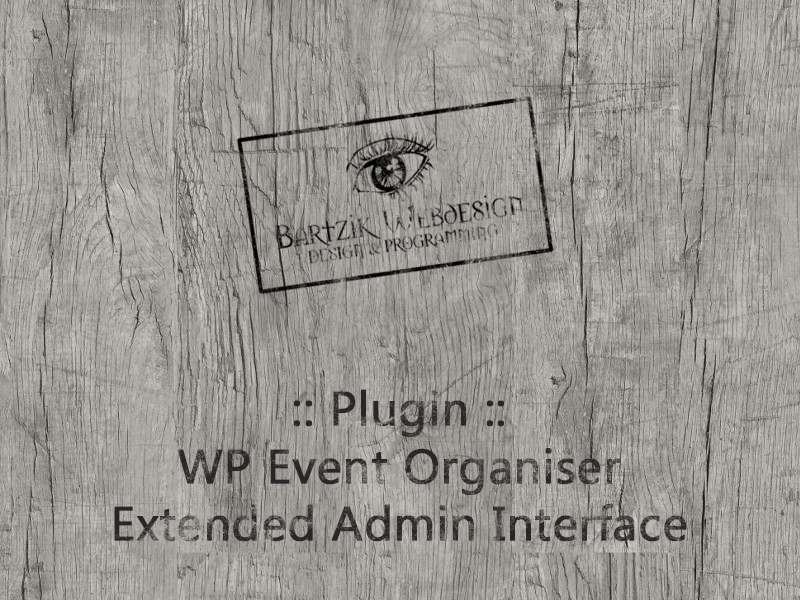 BARTZIK WEBDESIGN
DESIGN & PROGRAMMING
:: Plugin ::
WP Event Organiser
Extended Admin Interface